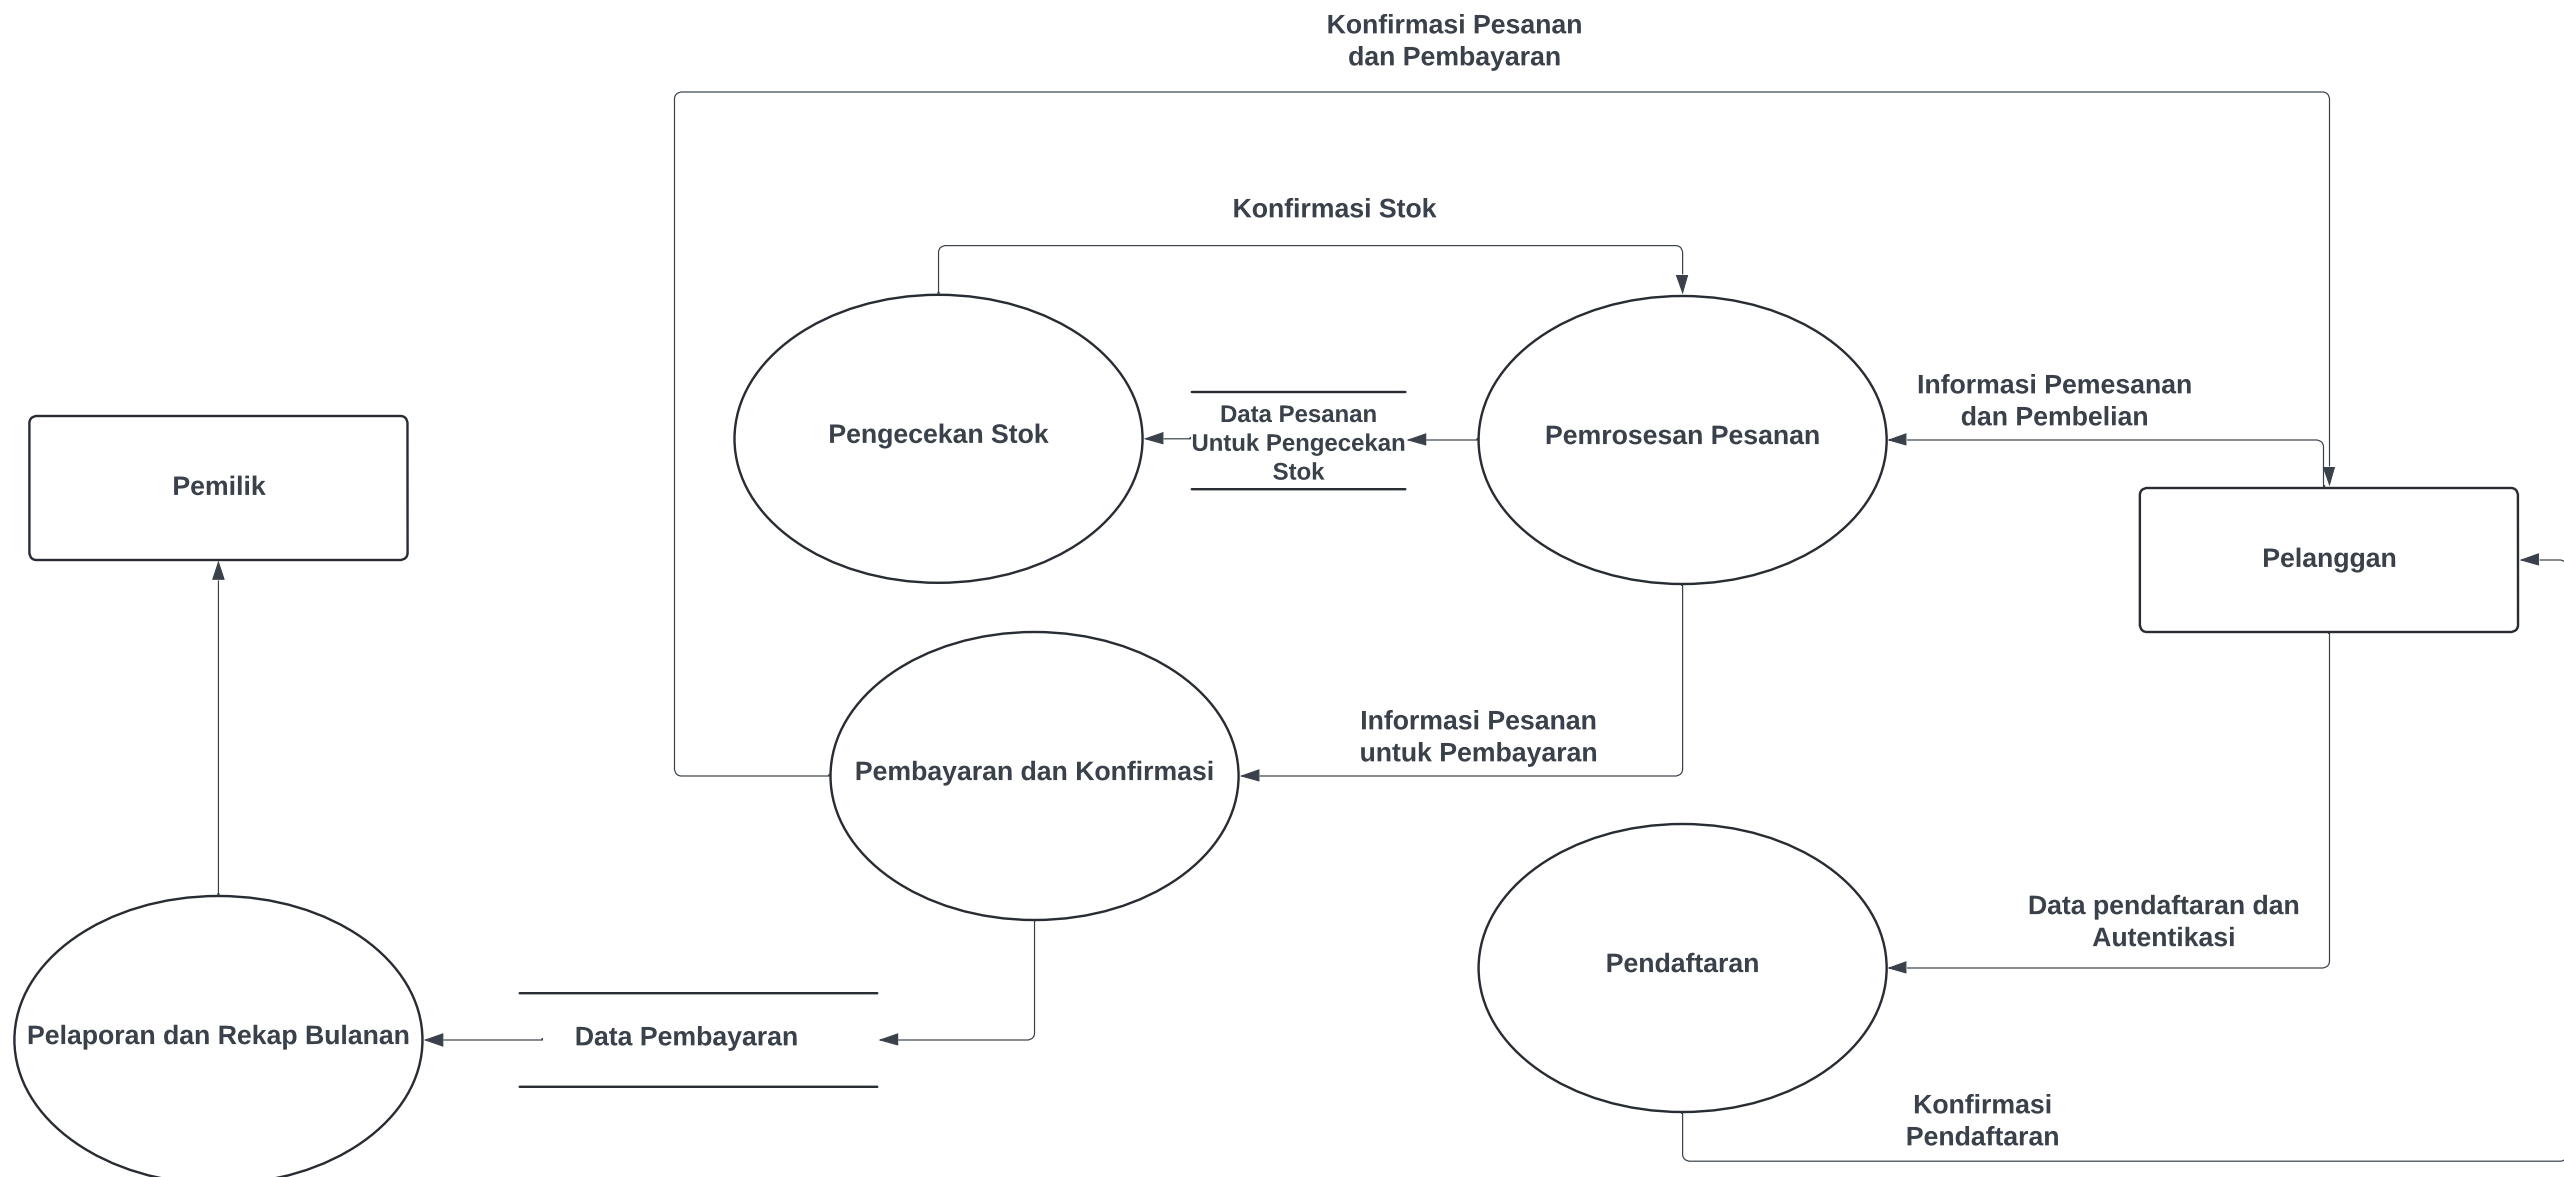 Konfirmasi Pesanan
dan Pembayaran
Konfirmasi Stok
Informasi Pemesanan
dan Pembelian
Data Pesanan
Untuk Pengecekan
Stok
Pengecekan Stok
Pemrosesan Pesanan
Pemilik
Pelanggan
Informasi Pesanan
untuk Pembayaran
Pembayaran dan Konfirmasi
Data pendaftaran dan
Autentikasi
Pendaftaran
Pelaporan dan Rekap Bulanan
Data Pembayaran
Konfirmasi
Pendaftaran